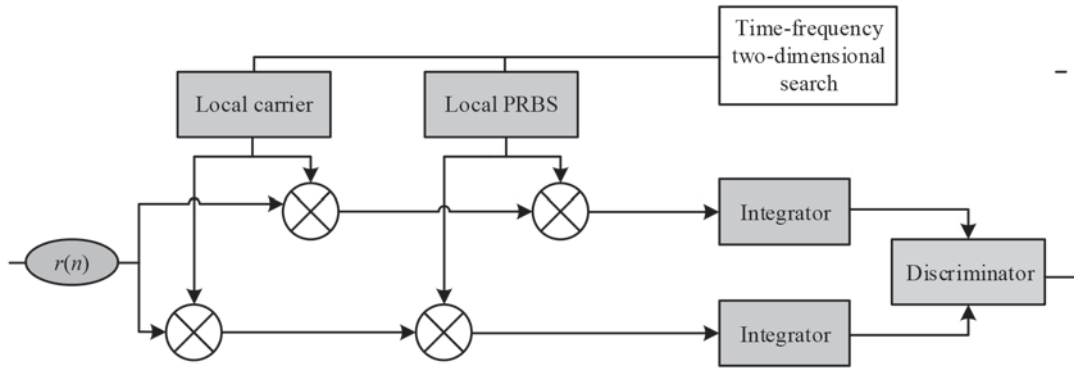 Time-frequency
two-dimensional
search
Local carrier
Local PRBS
Integrator
r(n)
Discriminator
Integrator